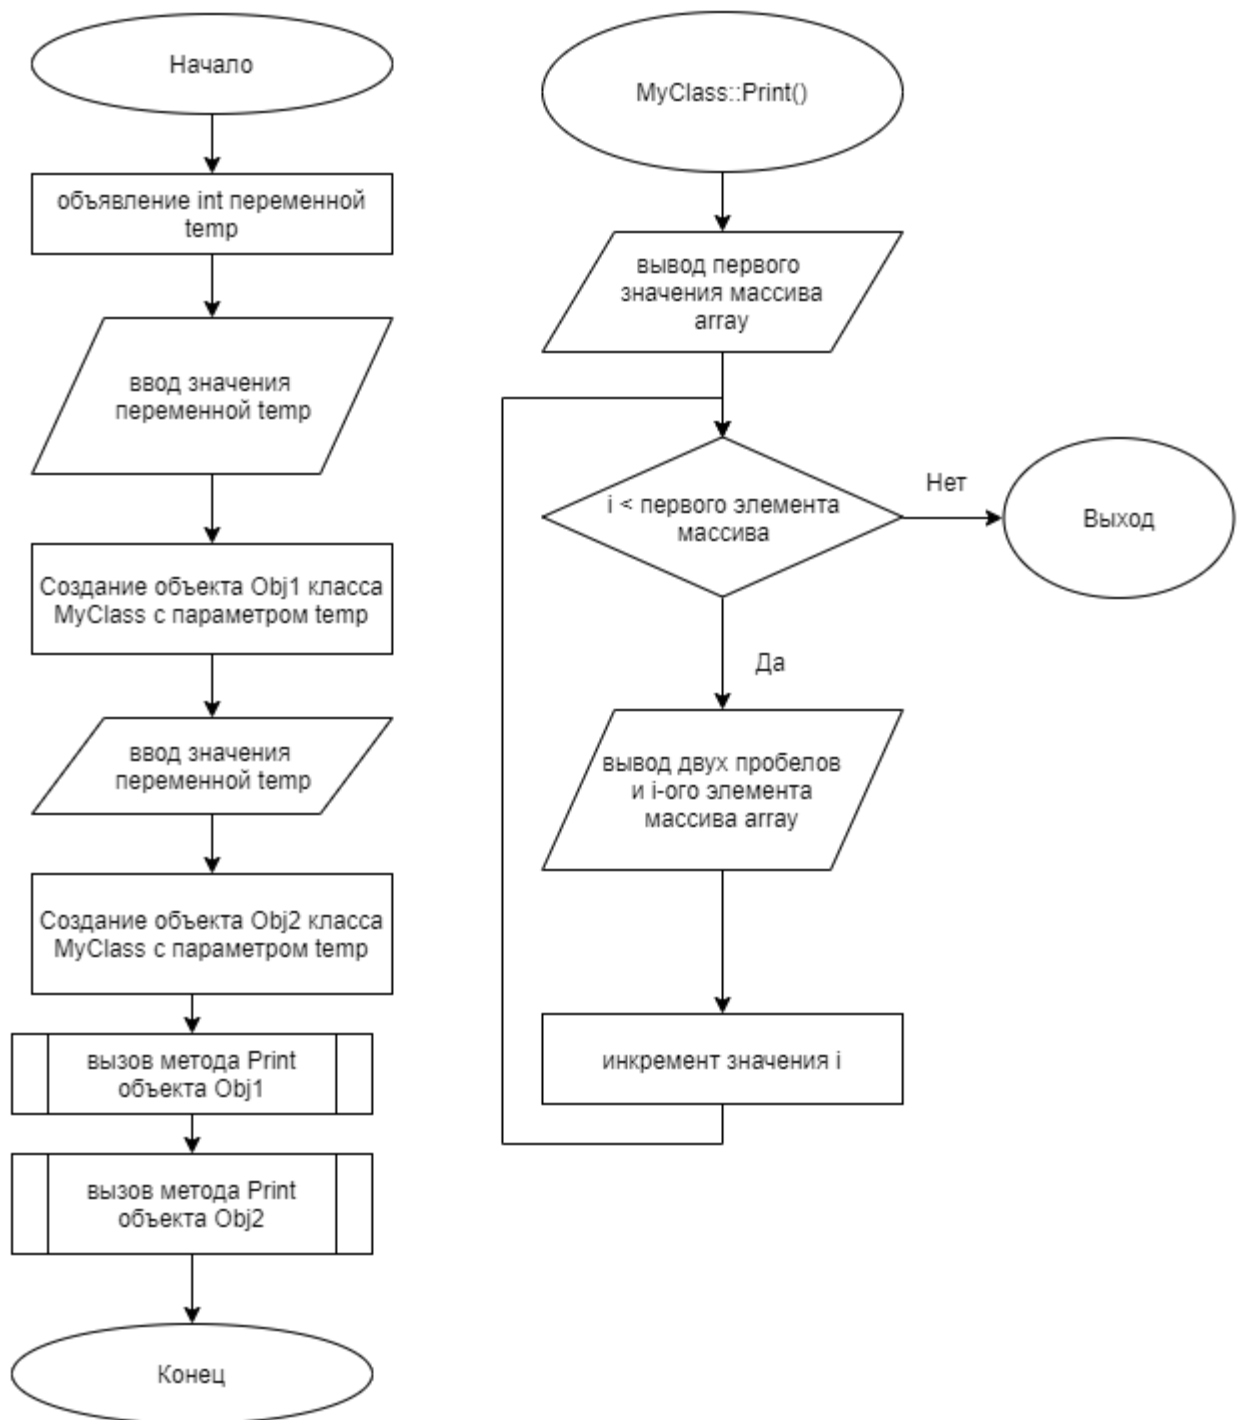 Начало
объявление int переменной
temp
ввод значения
переменной temp
Создание объекта Obj1 класса
MyClass с параметром temp
ввод значения
переменной temp
Создание объекта Obj2 класса
MyClass с параметром temp
вызов метода Print
объекта Obj1
вызов метода Print
объекта Obj2
Конец
MyClass::Print()
вывод первого
значения массива
array
i < первого элемента
массива
Нет
Выход
Да
вывод двух пробелов
и i-ого элемента
массива array
инкремент значения i